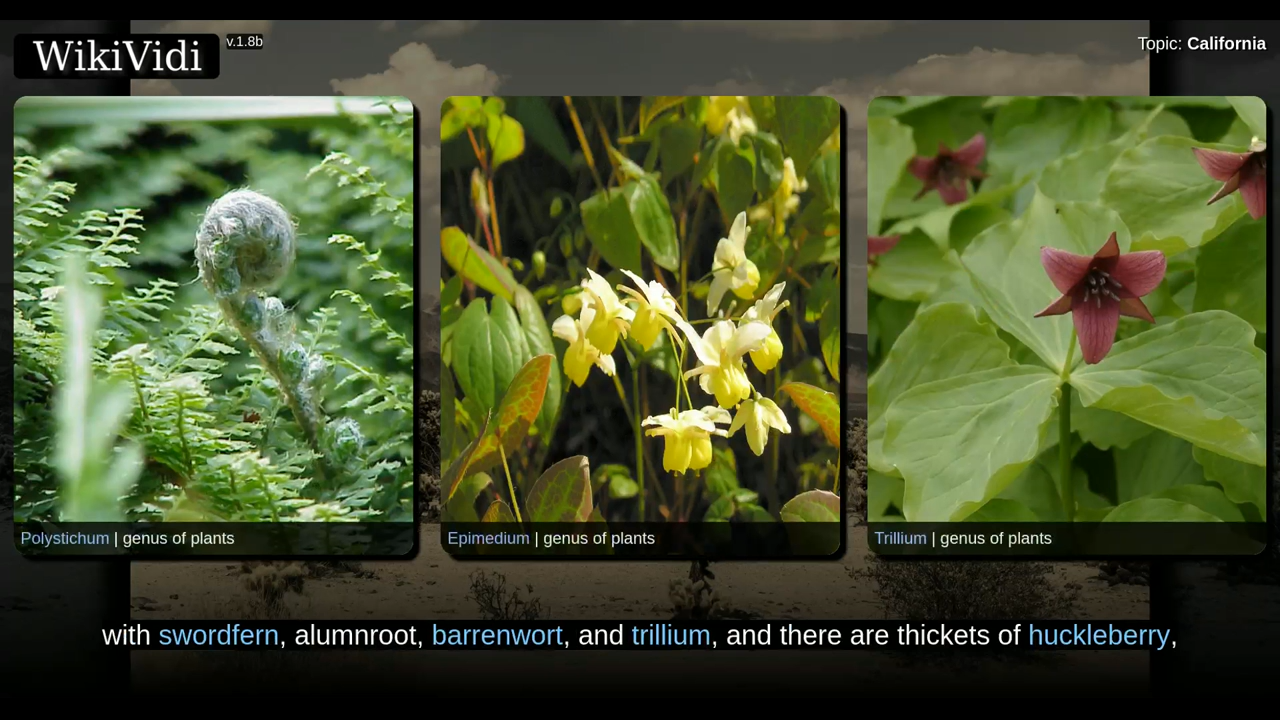 WikiVidi v.1.8b
Topic: California
Polystichum | genus of plants
Epimedium | genus of plants
Trillium | genus of plants
with swordfern, alumnroot, barrenwort, and trillium, and there are thickets of huckleberry,